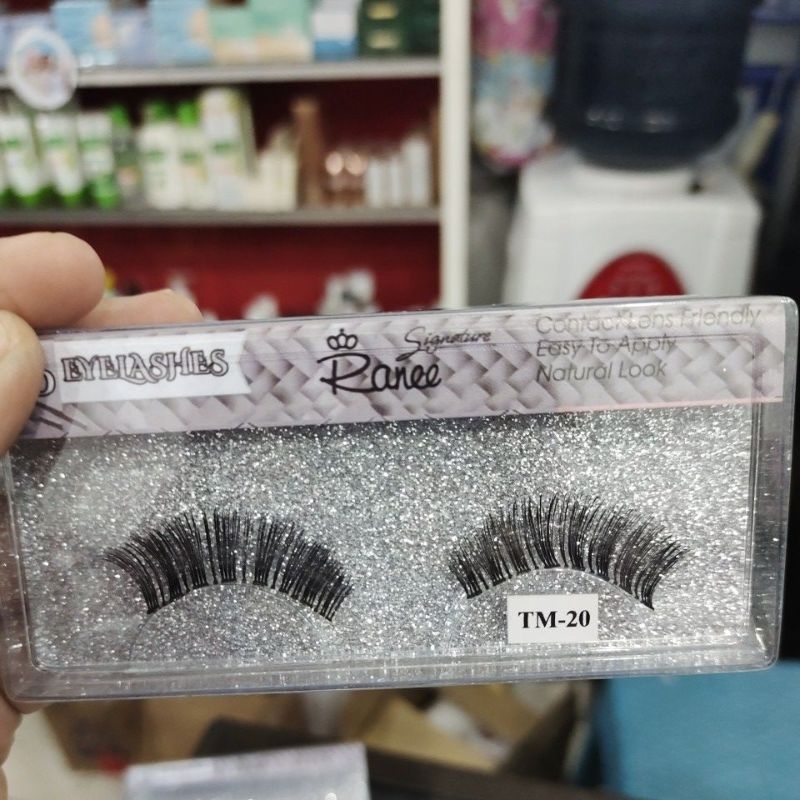 EYELASHES
Signature
Ranee
Contact Lens Friendly
Easy To Apply
Natural Look
TM-20